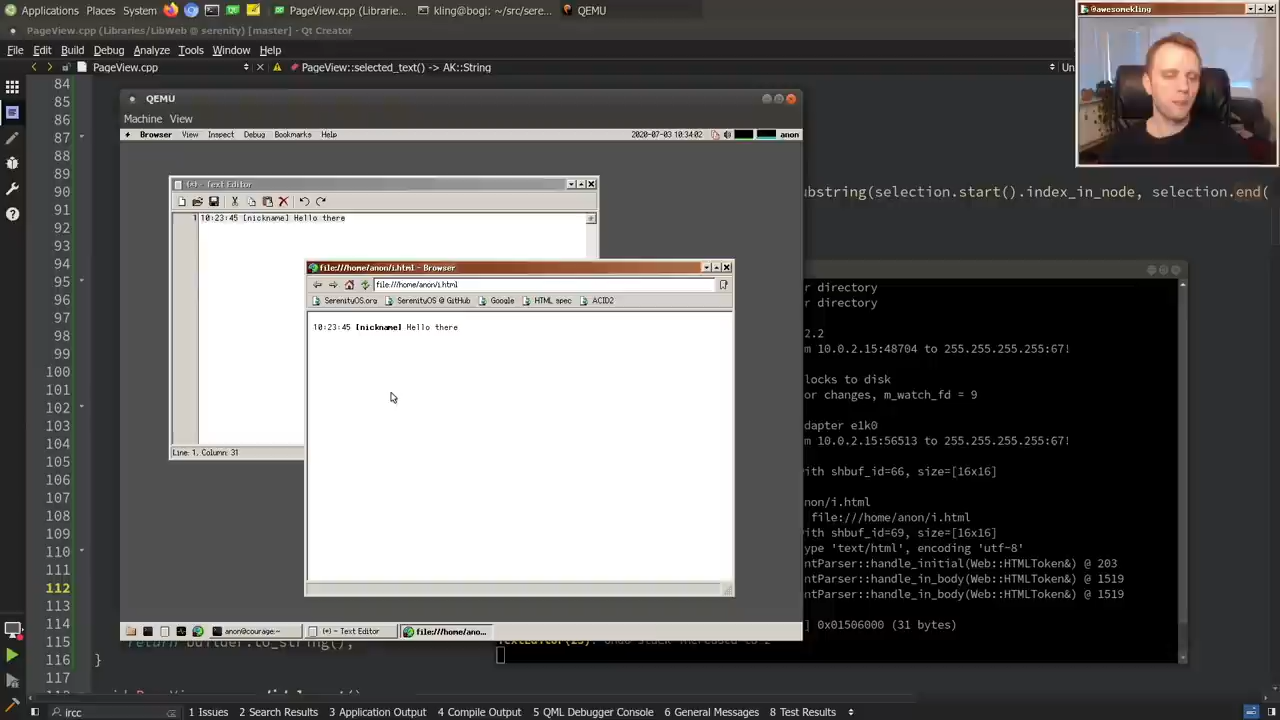 Applications Places System PageView.cpp (Librarie... kling@bogi: ~/src/sere... QEMU
PageView.cpp (Libraries/LibWeb @ serenity) [master] - Qt Creator
File Edit Build Debug Analyze Tools Window Help
PageView.cpp PageView::selected_text() -> AK::String Un
@awesomekling
84
85
86
87
88
89
90
91
92
93
94
95
96
97
98
99
100
101
102
103
104
105
106
107
108
109
110
111
112
113
114
115
116
117
ubstring(selection.start().index_in_node, selection.end(
QEMU
Machine View
Browser View Inspect Debug Bookmarks Help 2020-07-03 10:34:02 anon
(*) - Text Editor
1 10:23:45 [nickname] Hello there
Line: 1, Column: 31
file:///home/anon/i.html - Browser
file:///home/anon/i.html
SerenityOS.org SerenityOS @ GitHub Google HTML spec ACID2
10:23:45 [nickname] Hello there
anon@courage:~ (*) - Text Editor file:///home/ano...
r directory
r directory
2.2
m 10.0.2.15:48704 to 255.255.255.255:67!
locks to disk
or changes, m_watch_fd = 9
dapter e1k0
m 10.0.2.15:56513 to 255.255.255.255:67!
ith shbuf_id=66, size=[16x16]
non/i.html
file:///home/anon/i.html
ith shbuf_id=69, size=[16x16]
ype 'text/html', encoding 'utf-8'
entParser::handle_initial(Web::HTMLToken&) @ 203
entParser::handle_in_body(Web::HTMLToken&) @ 1519
entParser::handle_in_body(Web::HTMLToken&) @ 1519
] 0x01506000 (31 bytes)
return builder.to_string();
}
ircc 1 Issues 2 Search Results 3 Application Output 4 Compile Output 5 QML Debugger Console 6 General Messages 8 Test Results